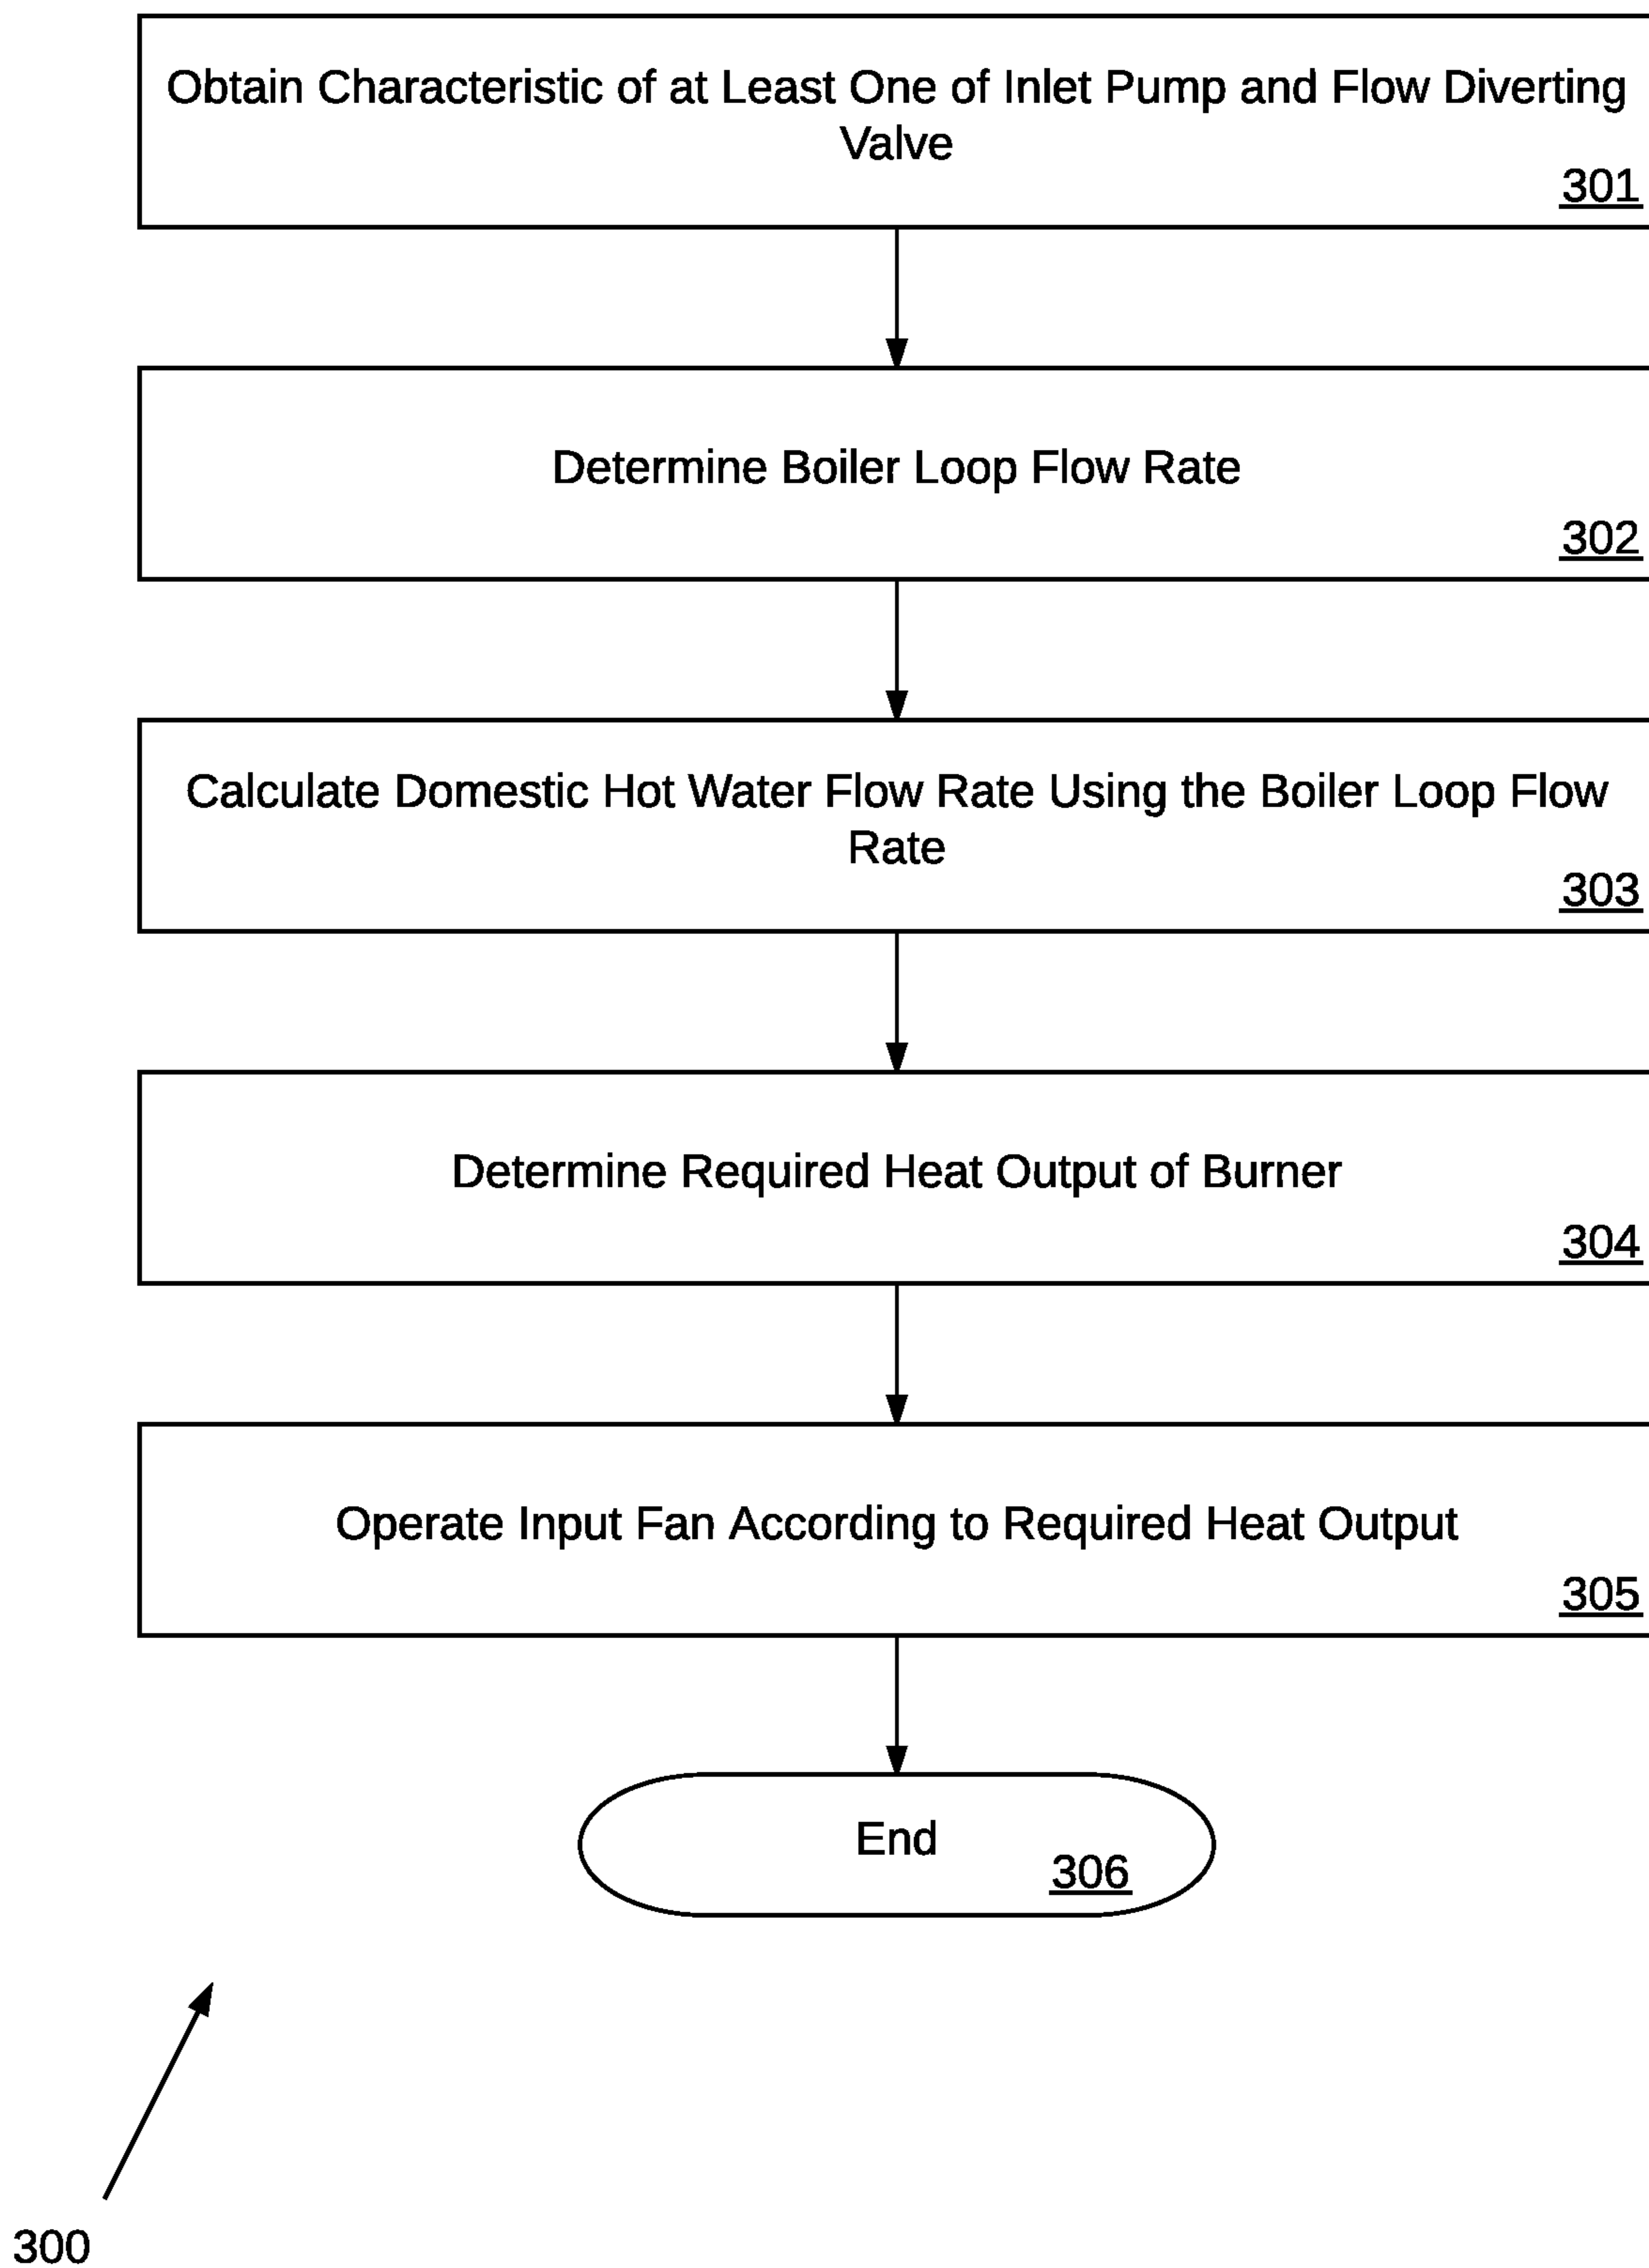 Obtain Characteristic of at Least One of Inlet Pump and Flow Diverting
Valve
301
Determine Boiler Loop Flow Rate
302
Calculate Domestic Hot Water Flow Rate Using the Boiler Loop Flow
Rate
303
Determine Required Heat Output of Burner
304
Operate Input Fan According to Required Heat Output
305
End
306
300